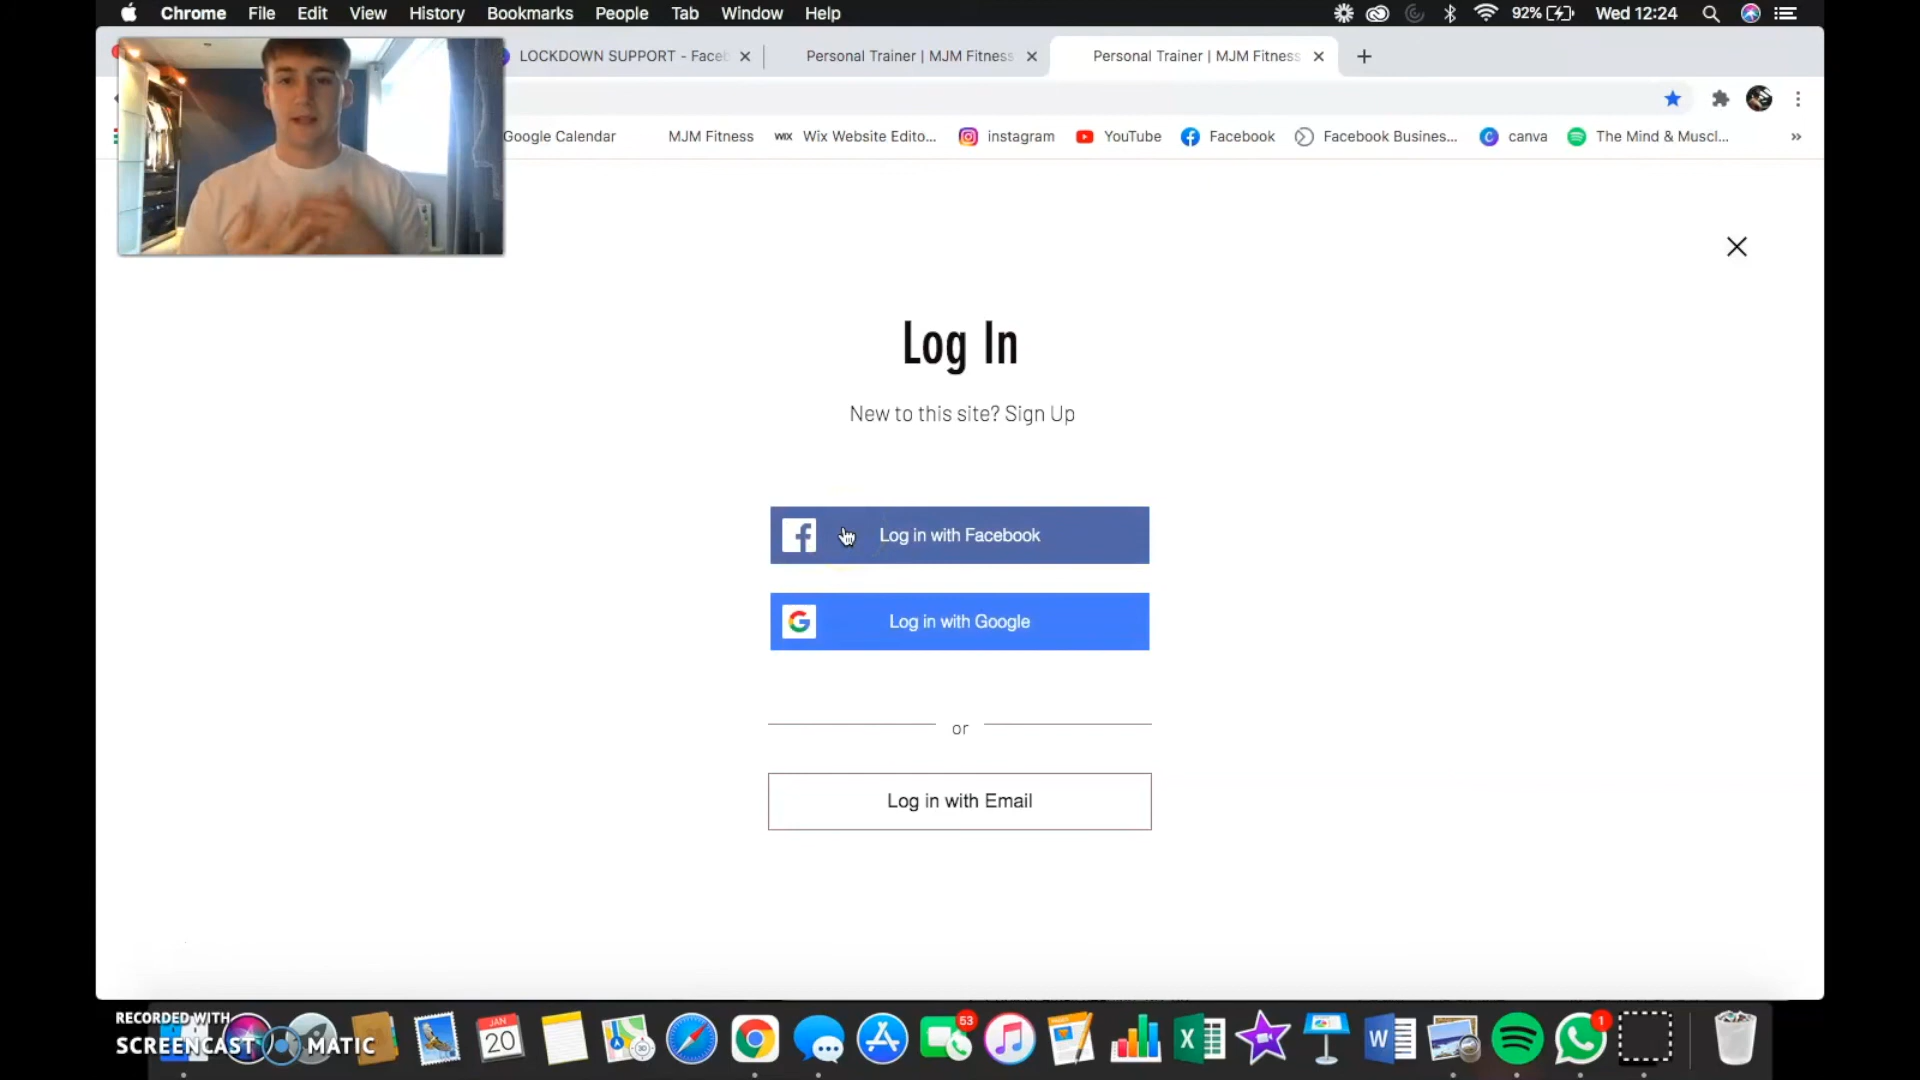 Chrome File Edit View History Bookmarks People Tab Window Help 92% Wed 12:24
LOCKDOWN SUPPORT - Faceb Personal Trainer | MJM Fitness Personal Trainer | MJM Fitness
Google Calendar MJM Fitness WIX Wix Website Edito... instagram YouTube Facebook Facebook Busines... canva The Mind & Muscl... »
Log In
New to this site? Sign Up
Log in with Facebook
Log in with Google
or
Log in with Email
RECORDED WITH
SCREENCAST MATIC
JAN
20
53
1